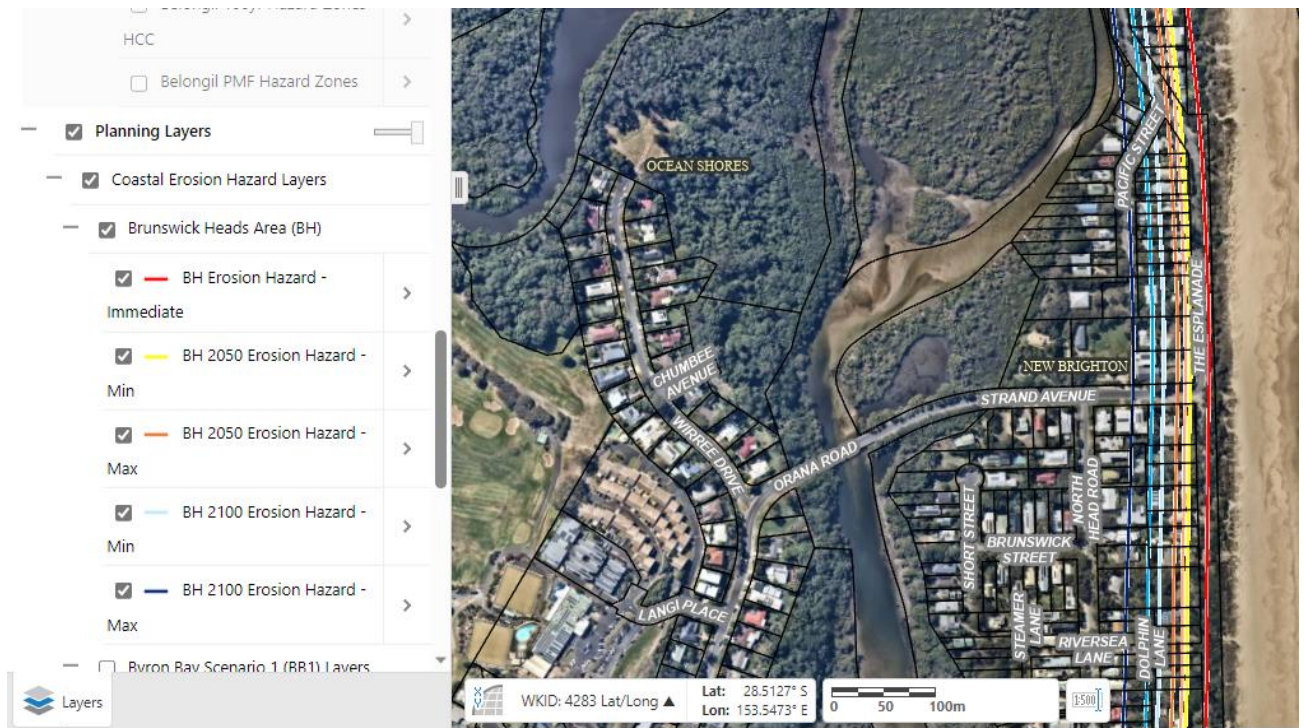 HCC
Belongil PMF Hazard Zones
Planning Layers
Coastal Erosion Hazard Layers
Brunswick Heads Area (BH)
BH Erosion Hazard -
Immediate
BH 2050 Erosion Hazard -
Min
BH 2050 Erosion Hazard -
Max
BH 2100 Erosion Hazard -
Min
BH 2100 Erosion Hazard -
Max
Byron Bay Scenario 1 (BB1) Layers
Layers
OCEAN SHORES
PACIFIC STREET
THE ESPLANADE
CHUMBEE
AVENUE
NEW BRIGHTON
STRAND AVENUE
WIRREE DRIVE
ORANA ROAD
NORTH
HEAD ROAD
SHORT STREET
BRUNSWICK
STREET
STEAMER
LANE
LANGI PLACE
RIVERSEA
LANE
DOLPHIN
LANE
X Y
WKID: 4283 Lat/Long ▲
Lat: 28.5127° S
Lon: 153.5473° E
0 50 100m
1:500